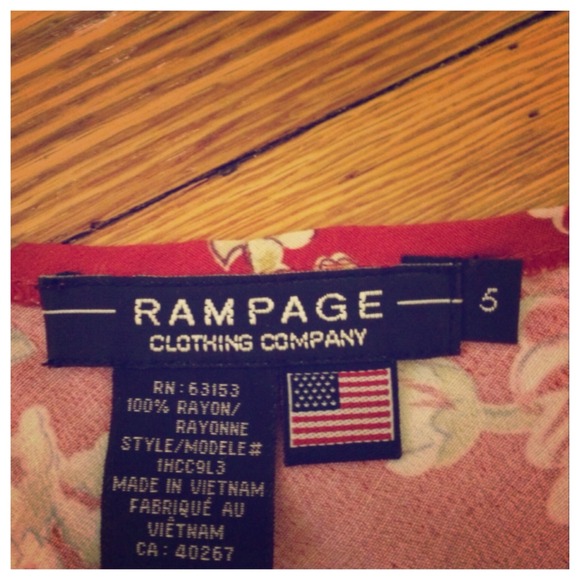 RAMPAGE
CLOTHING COMPANY
5
RN: 63153
100% RAYON/
RAYONNE
STYLE/MODELE#
1HCC9L3
MADE IN VIETNAM
FABRIQUÉ AU
VIÊTNAM
CA: 40267